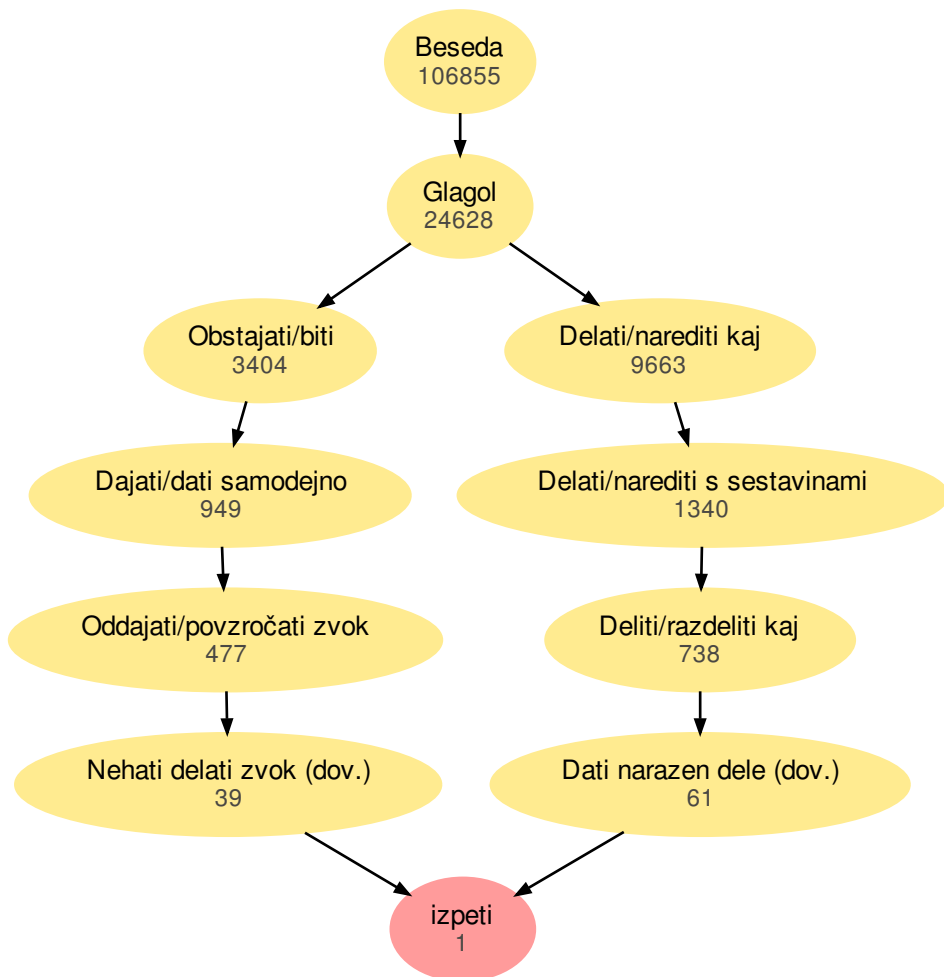 Beseda
106855
Glagol
24628
Obstajati/biti
3404
Delati/narediti kaj
9663
Dajati/dati samodejno
949
Delati/narediti s sestavinami
1340
Oddajati/povzročati zvok
477
Deliti/razdeliti kaj
738
Nehati delati zvok (dov.)
39
Dati narazen dele (dov.)
61
izpeti
1